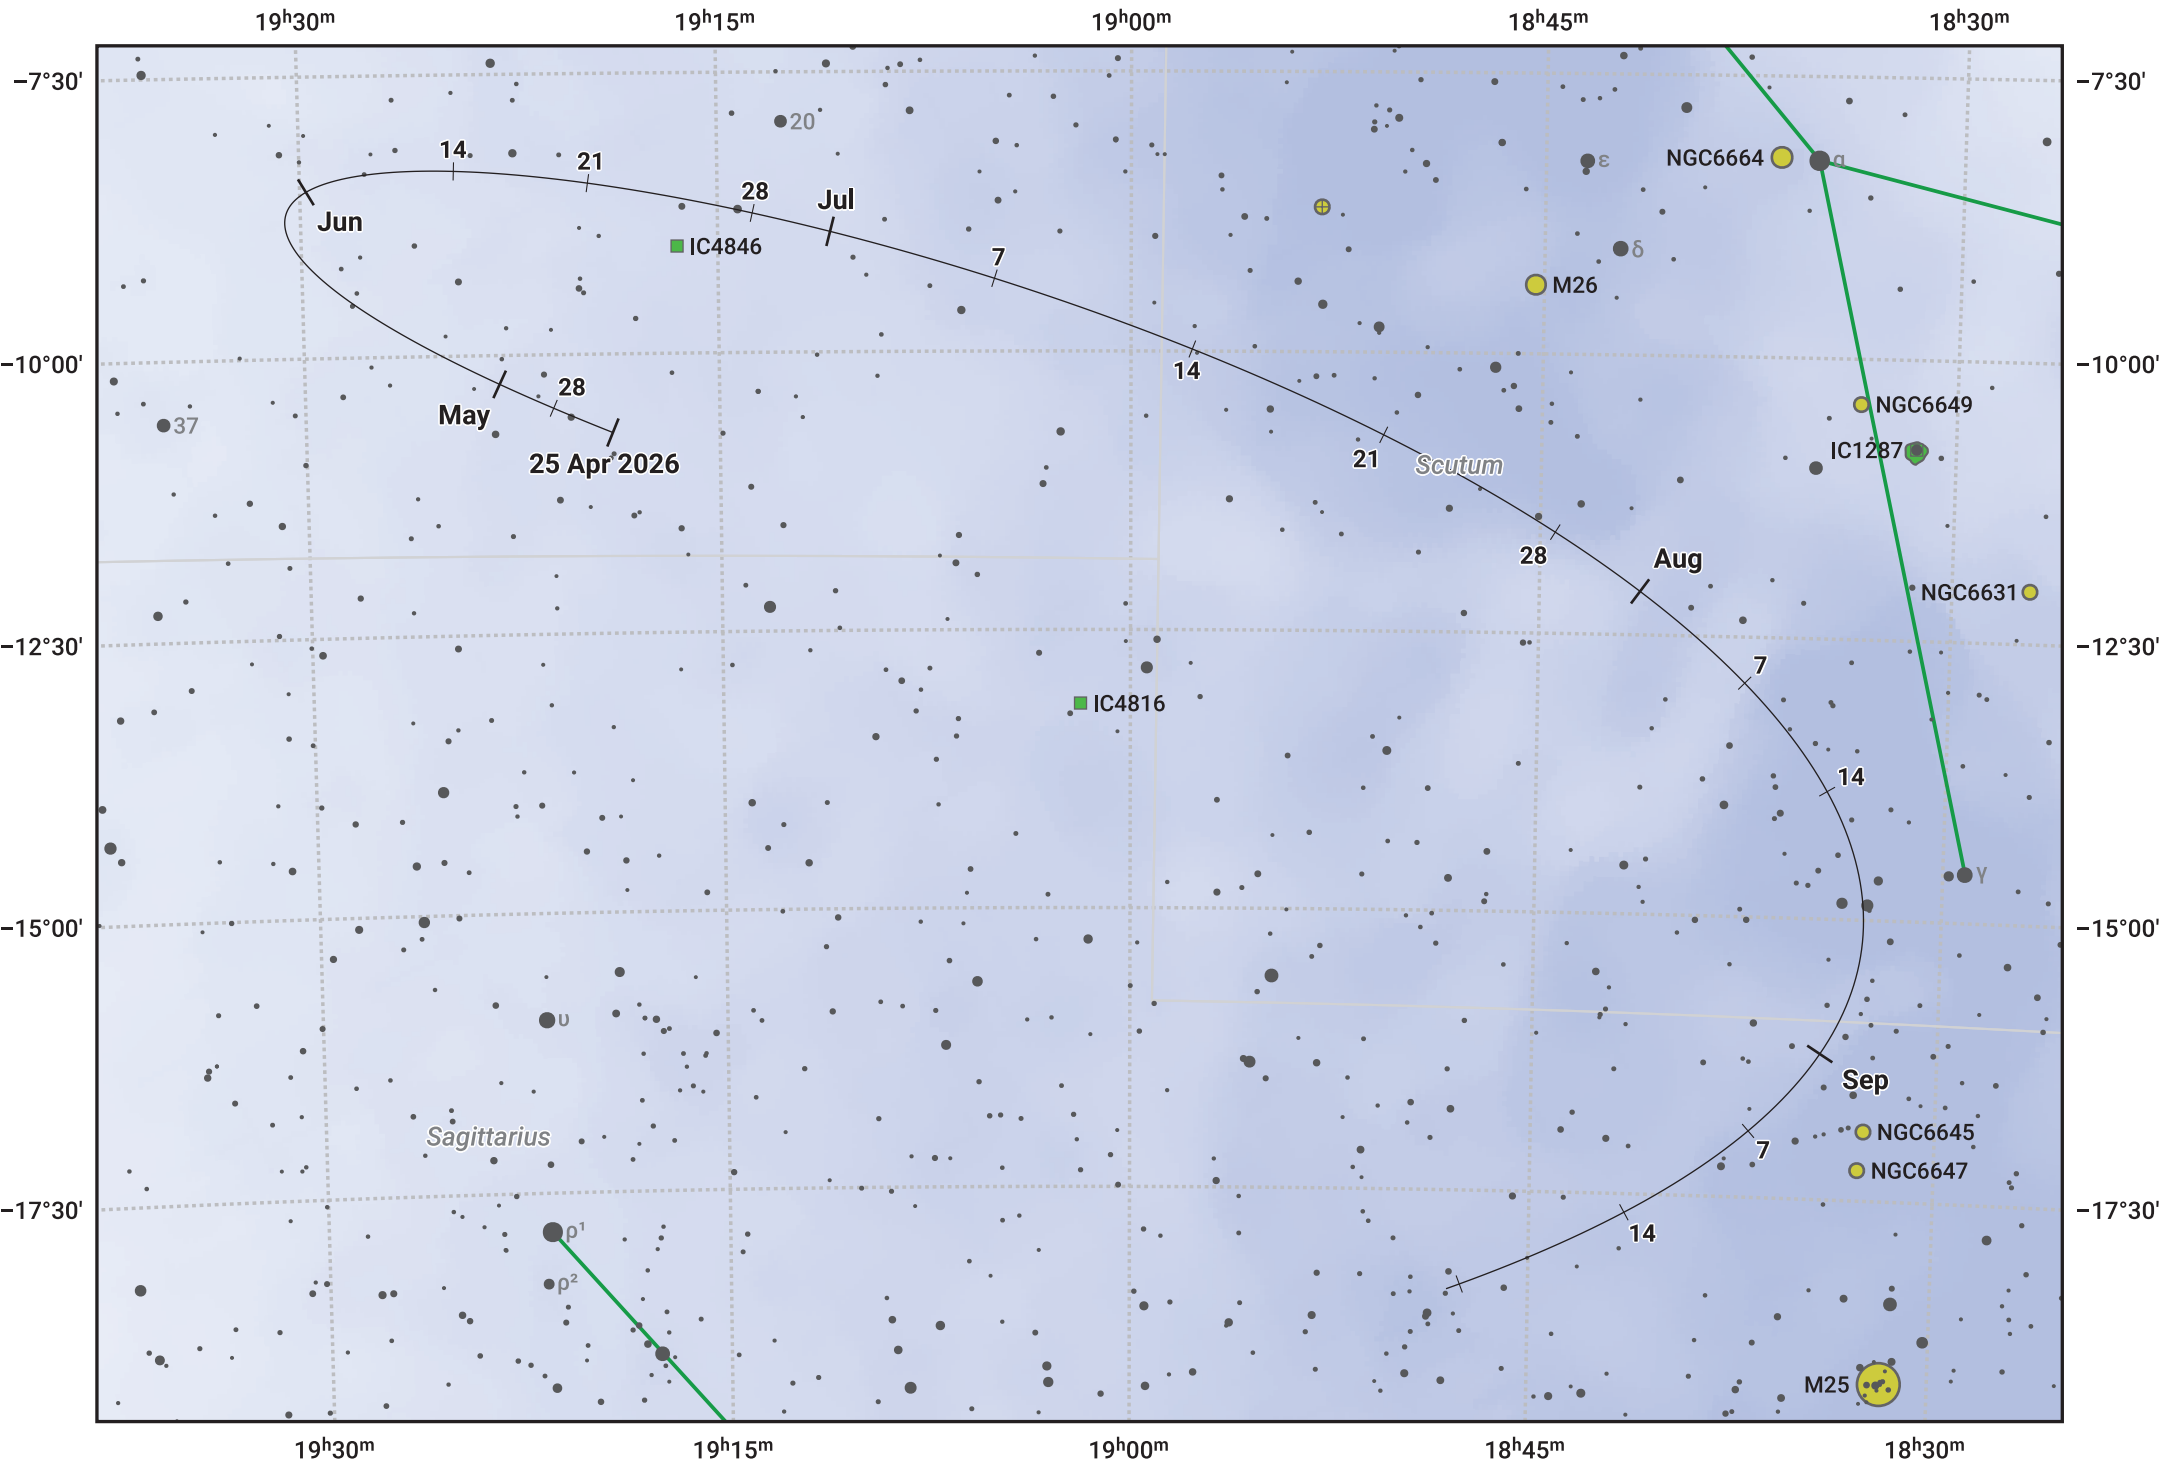 19ʰ30ᵐ 19ʰ15ᵐ 19ʰ00ᵐ 18ʰ45ᵐ 18ʰ30ᵐ
−7°30' −7°30'
20
14
21
NGC6664 α
ε
28
Jul
Jun
IC4846
δ
7
M26
−10°00' −10°00'
14
28
May
NGC6649
37
25 Apr 2026
21
Scutum
IC1287
28
Aug
NGC6631
−12°30' −12°30'
7
IC4816
14
γ
−15°00' −15°00'
υ
Sep
Sagittarius
NGC6645
7
NGC6647
−17°30' −17°30'
ρ¹
14
ρ²
M25
19ʰ30ᵐ 19ʰ15ᵐ 19ʰ00ᵐ 18ʰ45ᵐ 18ʰ30ᵐ